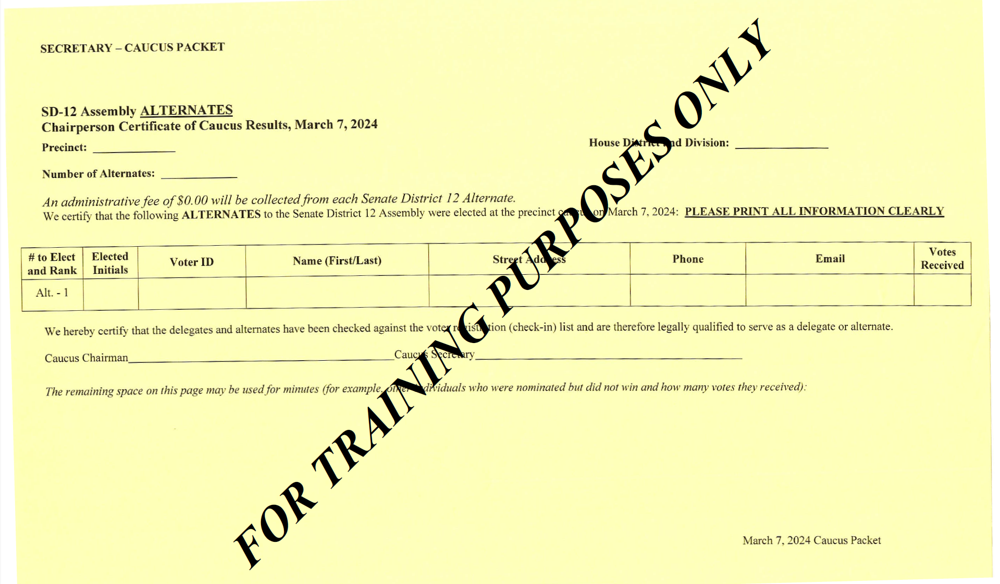 SECRETARY – CAUCUS PACKET
SD-12 Assembly ALTERNATES
Chairperson Certificate of Caucus Results, March 7, 2024
Precinct: ____________ House District and Division: ____________
Number of Alternates: ____________
An administrative fee of $0.00 will be collected from each Senate District 12 Alternate.
We certify that the following ALTERNATES to the Senate District 12 Assembly were elected at the precinct caucus on March 7, 2024: PLEASE PRINT ALL INFORMATION CLEARLY
# to Elect and Rank Elected Initials Voter ID Name (First/Last) Street Address Phone Email Votes Received
Alt. - 1
We hereby certify that the delegates and alternates have been checked against the voter registration (check-in) list and are therefore legally qualified to serve as a delegate or alternate.
Caucus Chairman____________Caucus Secretary____________
The remaining space on this page may be used for minutes (for example, other individuals who were nominated but did not win and how many votes they received):
FOR TRAINING PURPOSES ONLY
March 7, 2024 Caucus Packet